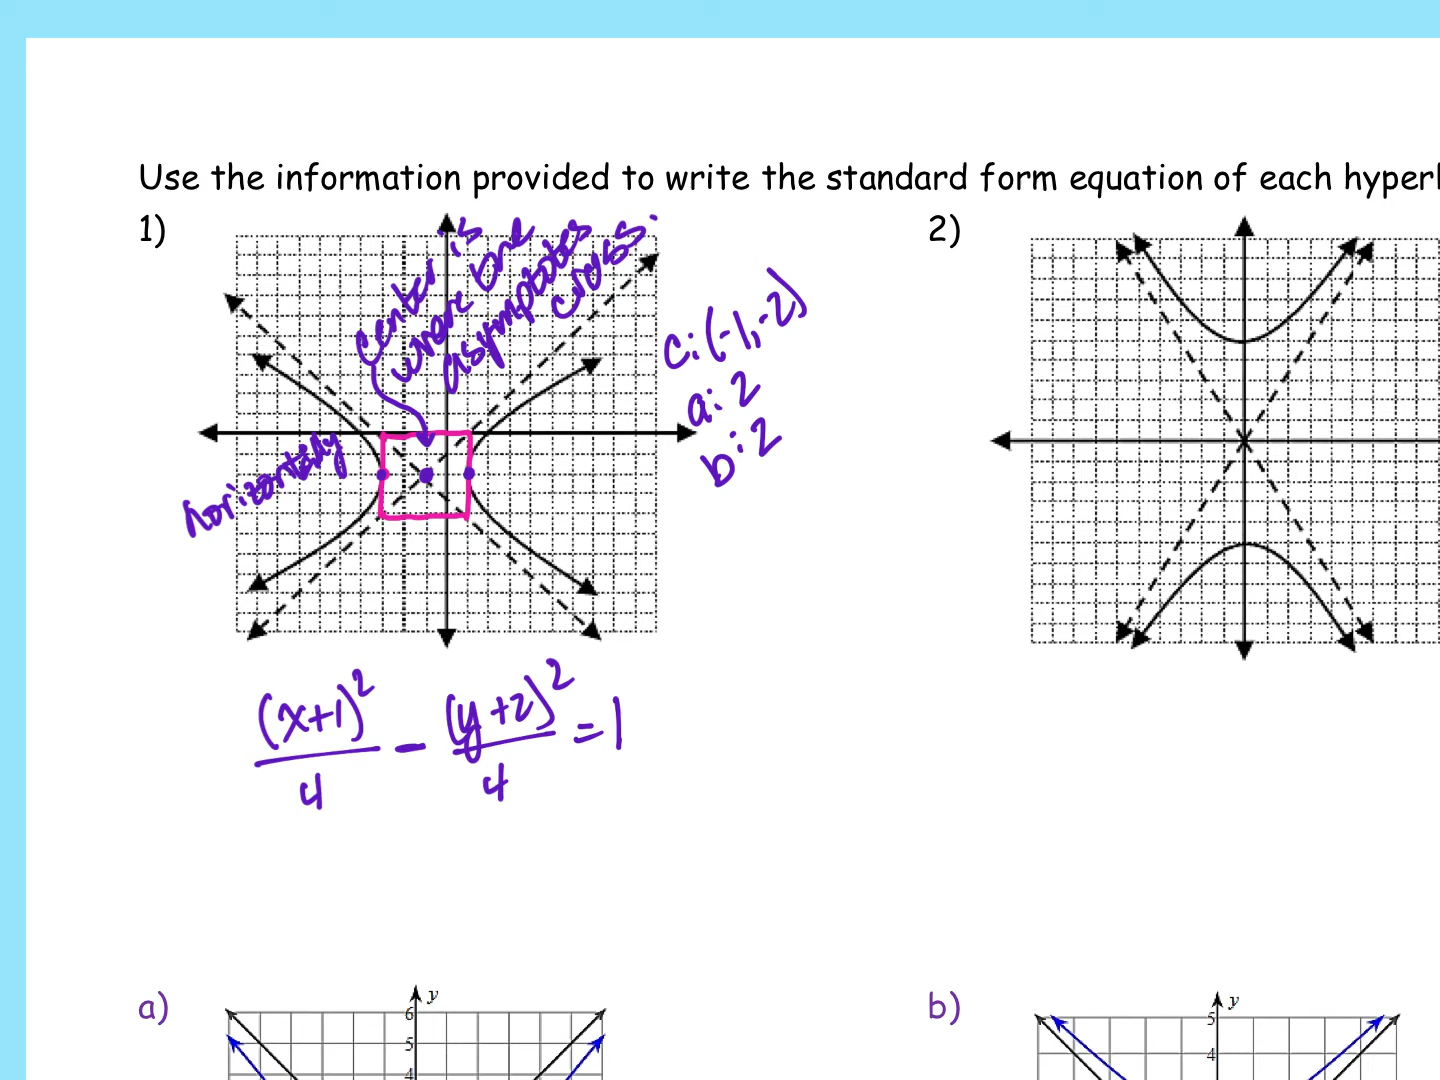 Use the information provided to write the standard form equation of each hyperl
1)
2)
center is
where the
asymptotes
cross.
horizontally
c:(-1,-2)
a:2
b:2
(x+1)²/4 - (y+2)²/4 = 1
a)
b)
y
6
5
4
y
5
4